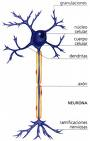 granulaciones
núcleo
celular
cuerpo
celular
dendritas
axón
NEURONA
ramificaciones
nerviosas